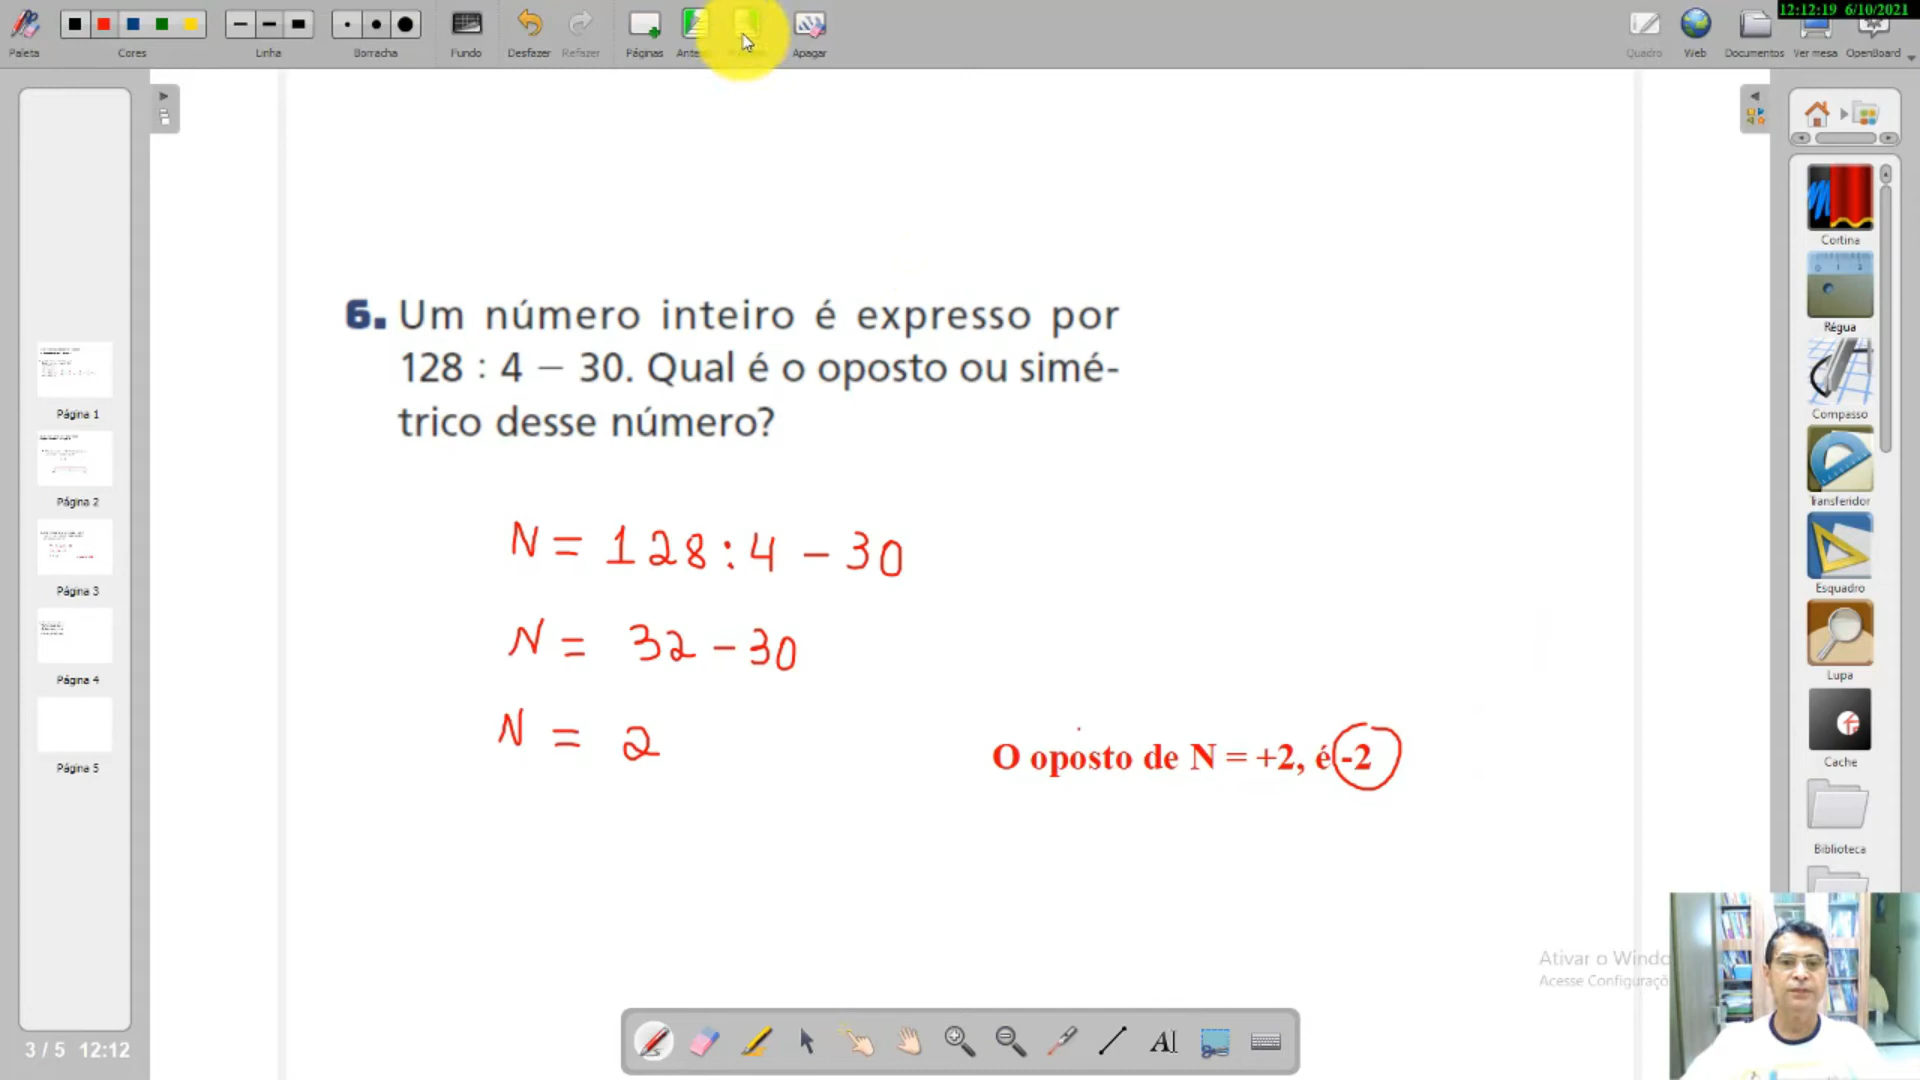 12:12:19 6/10/2021
Paleta
Cores
Linha
Borracha
Fundo
Desfazer
Refazer
Páginas
Apagar
Quadro
Web
Documentos
Ver mesa
OpenBoard
6. Um número inteiro é expresso por
128 : 4 − 30. Qual é o oposto ou simé-
trico desse número?
N = 128 : 4 − 30
N = 32 − 30
N = 2
O oposto de N = +2, é -2
Página 1
Página 2
Página 3
Página 4
Página 5
3 / 5 12:12
Cortina
Régua
Compasso
Transferidor
Esquadro
Lupa
Cache
Biblioteca
Ativar o Windo
Acesse Configuraçõ
AI